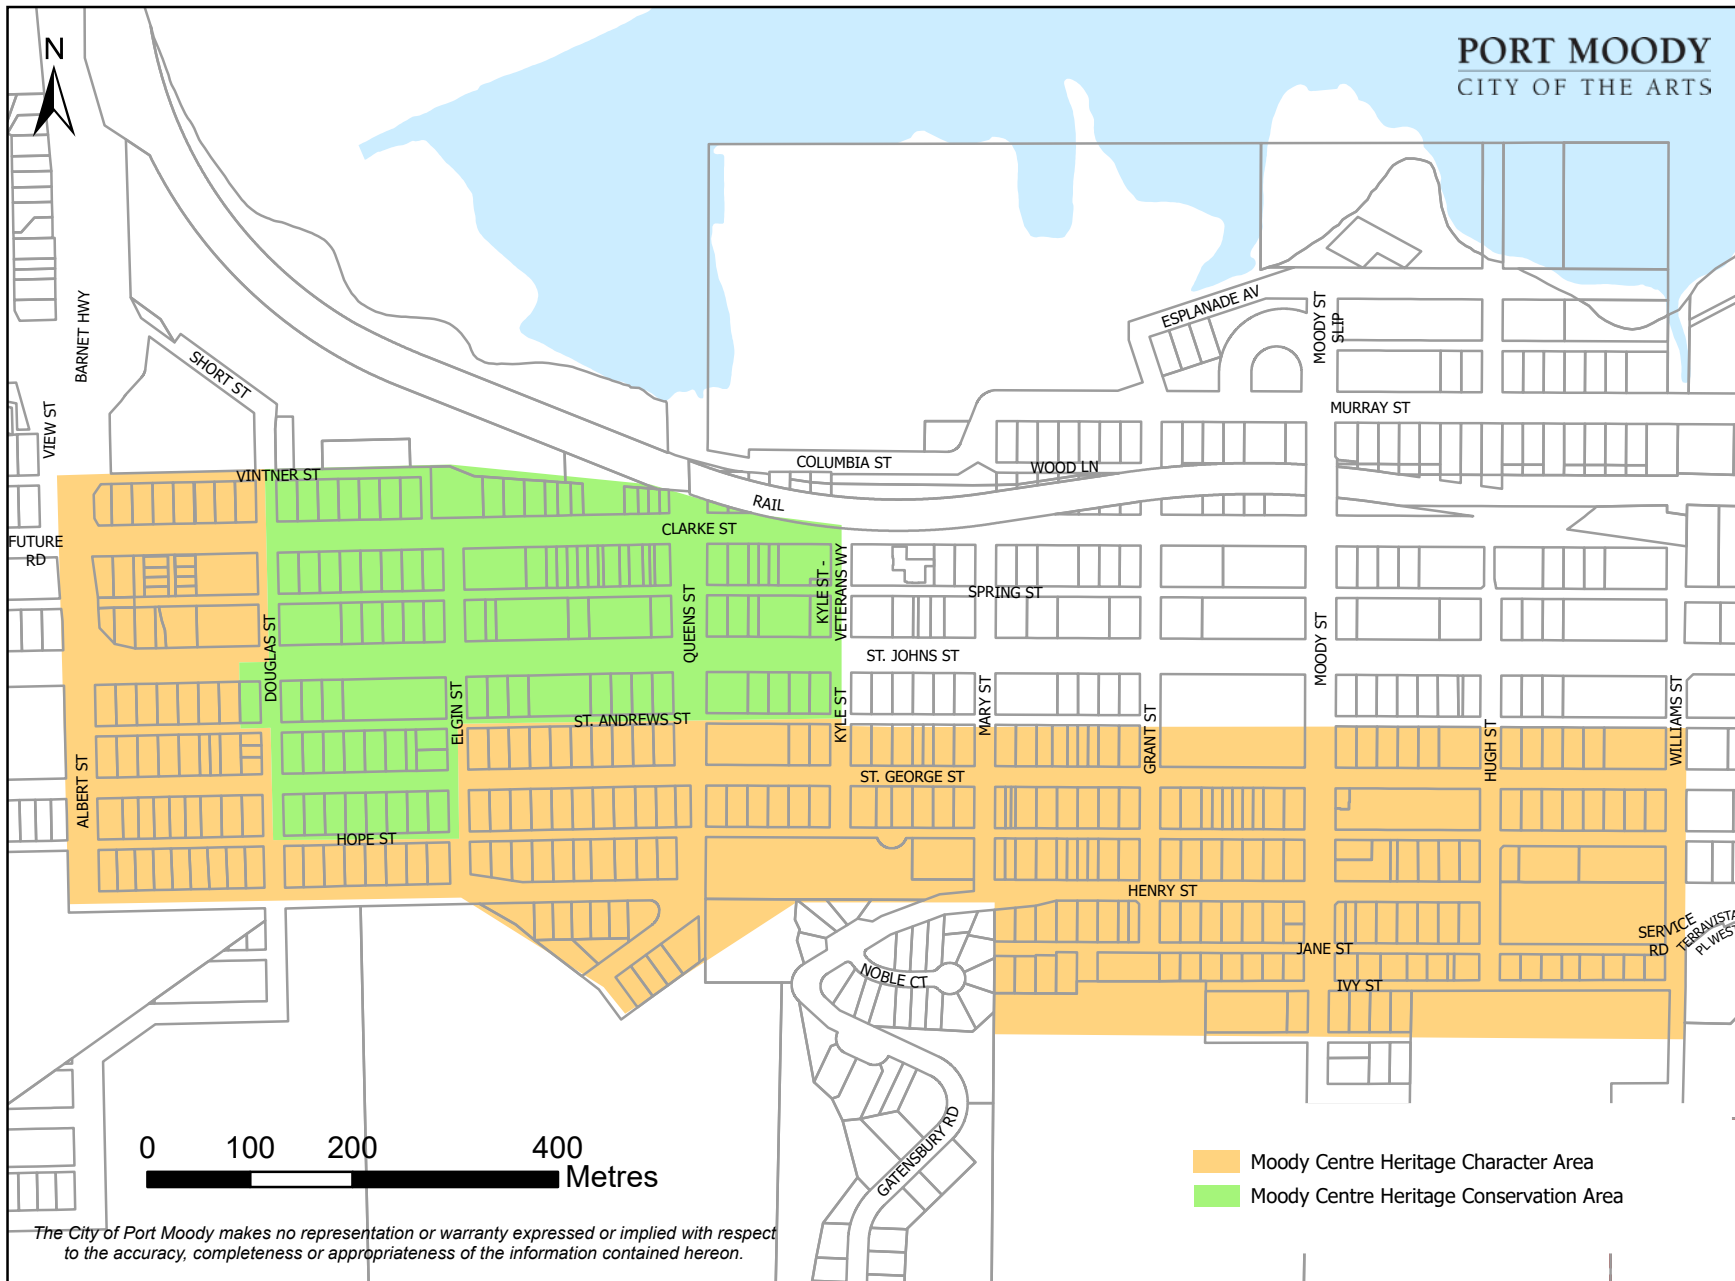 N
PORT MOODY
CITY OF THE ARTS
BARNET HWY
VIEW ST
SHORT ST
ESPLANADE AV
MOODY ST
SLIP
MURRAY ST
VINTNER ST
COLUMBIA ST
WOOD LN
RAIL
CLARKE ST
FUTURE
RD
KYLE ST -
VETERANS WY
SPRING ST
DOUGLAS ST
QUEENS ST
MOODY ST
ST. JOHNS ST
ELGIN ST
ST. ANDREWS ST
KYLE ST
MARY ST
GRANT ST
HUGH ST
WILLIAMS ST
ALBERT ST
ST. GEORGE ST
HOPE ST
HENRY ST
SERVICE
RD
TERRAVISTA
PL WEST
JANE ST
NOBLE CT
IVY ST
GATENSBURY RD
0 100 200 400
Metres
Moody Centre Heritage Character Area
Moody Centre Heritage Conservation Area
The City of Port Moody makes no representation or warranty expressed or implied with respect
to the accuracy, completeness or appropriateness of the information contained hereon.